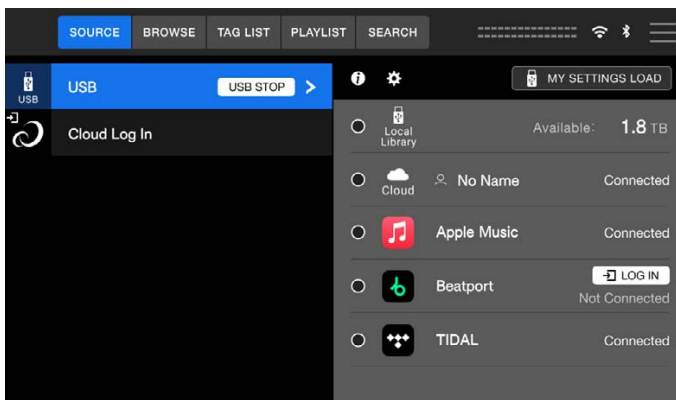 SOURCE BROWSE TAG LIST PLAYLIST SEARCH
USB
USB USB STOP
Cloud Log In
MY SETTINGS LOAD
Local
Library
Available: 1.8 TB
Cloud No Name Connected
Apple Music Connected
LOG IN
Beatport
Not Connected
TIDAL Connected